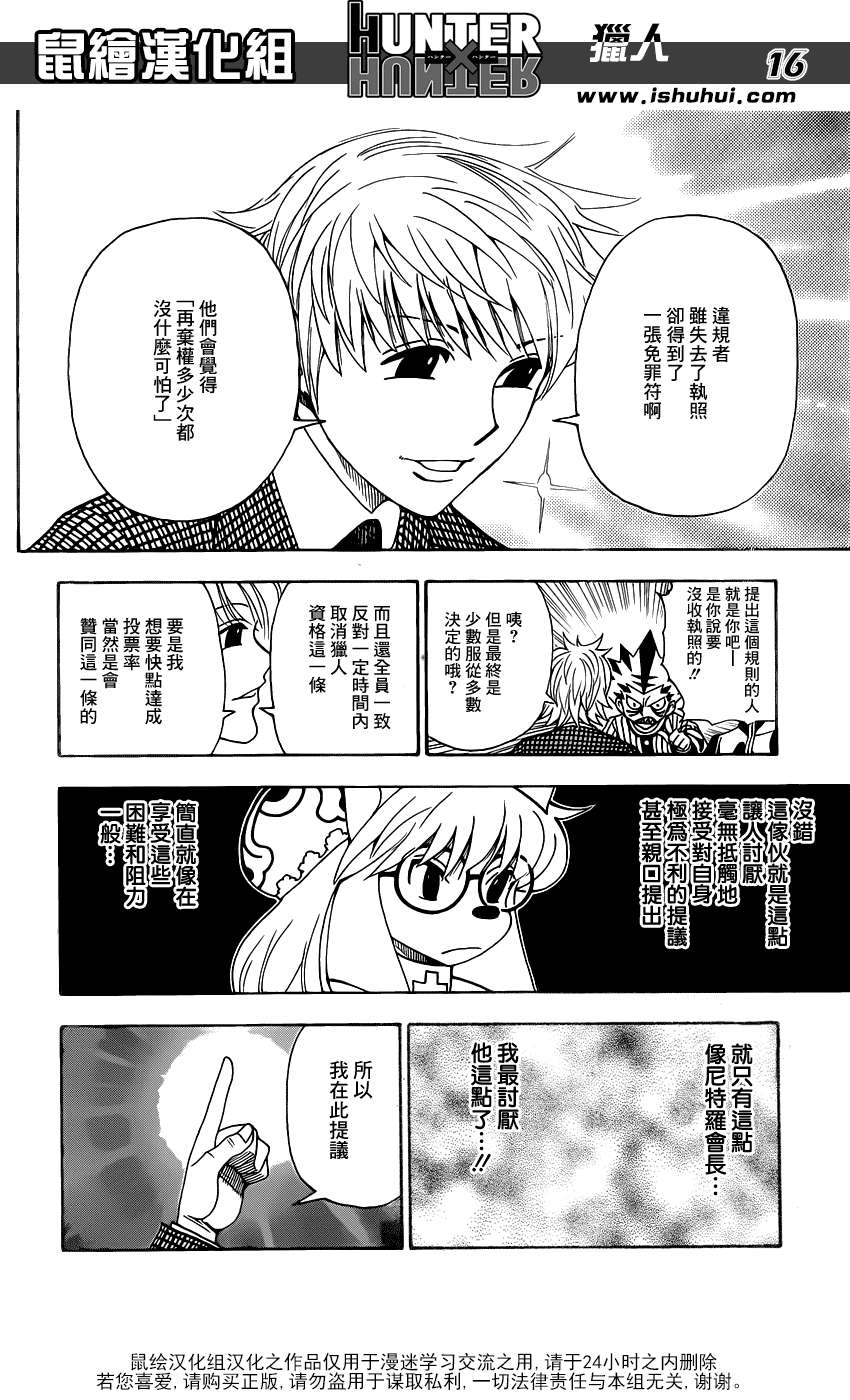 鼠繪漢化組
HUNTER
×
ハンター ハンター
HUNTER
獵人
16
www.ishuhui.com
違規者
雖失去了執照
卻得到了
一張免罪符啊
他們會覺得
「再棄權多少次都
沒什麼可怕了」
提出這個規則的人
就是你吧—
是你說要
沒收執照的!!
咦?
但是最終是
少數服從多數
決定的哦?
而且還全員一致
反對一定時間內
取消獵人
資格這一條
要是我
想要快點達成
投票率
當然是會
贊同這一條的
沒錯
這傢伙就是這點
讓人討厭
毫無抵觸地
接受對自身
極為不利的提議
甚至親口提出
簡直就像在
享受這些
困難和阻力
一般…
就只有這點
像尼特羅會長…
我最討厭
他這點了…!!
所以
我在此提議
鼠绘汉化组汉化之作品仅用于漫迷学习交流之用,请于24小时之内删除
若您喜爱,请购买正版,请勿盗用于谋取私利,一切法律责任与本组无关,谢谢。